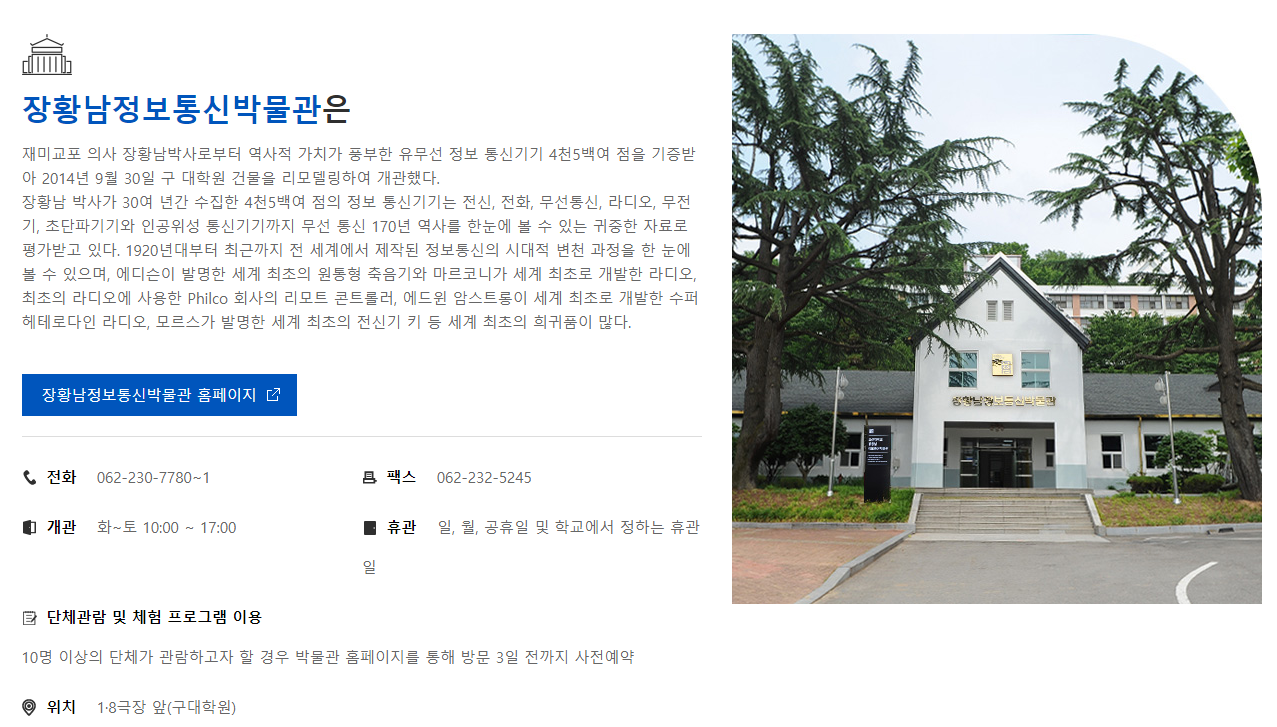 장황남정보통신박물관은
재미교포 의사 장황남박사로부터 역사적 가치가 풍부한 유무선 정보 통신기기 4천5백여 점을 기증받
아 2014년 9월 30일 구 대학원 건물을 리모델링하여 개관했다.
장황남 박사가 30여 년간 수집한 4천5백여 점의 정보 통신기기는 전신, 전화, 무선통신, 라디오, 무전
기, 초단파기기와 인공위성 통신기기까지 무선 통신 170년 역사를 한눈에 볼 수 있는 귀중한 자료로
평가받고 있다. 1920년대부터 최근까지 전 세계에서 제작된 정보통신의 시대적 변천 과정을 한 눈에
볼 수 있으며, 에디슨이 발명한 세계 최초의 원통형 축음기와 마르코니가 세계 최초로 개발한 라디오,
최초의 라디오에 사용한 Philco 회사의 리모트 콘트롤러, 에드윈 암스트롱이 세계 최초로 개발한 수퍼
헤테로다인 라디오, 모르스가 발명한 세계 최초의 전신기 키 등 세계 최초의 희귀품이 많다.
장황남정보통신박물관 홈페이지
전화 062-230-7780~1
팩스 062-232-5245
개관 화~토 10:00 ~ 17:00
휴관 일, 월, 공휴일 및 학교에서 정하는 휴관
일
단체관람 및 체험 프로그램 이용
10명 이상의 단체가 관람하고자 할 경우 박물관 홈페이지를 통해 방문 3일 전까지 사전예약
위치 1·8극장 앞(구대학원)
장황남정보통신박물관